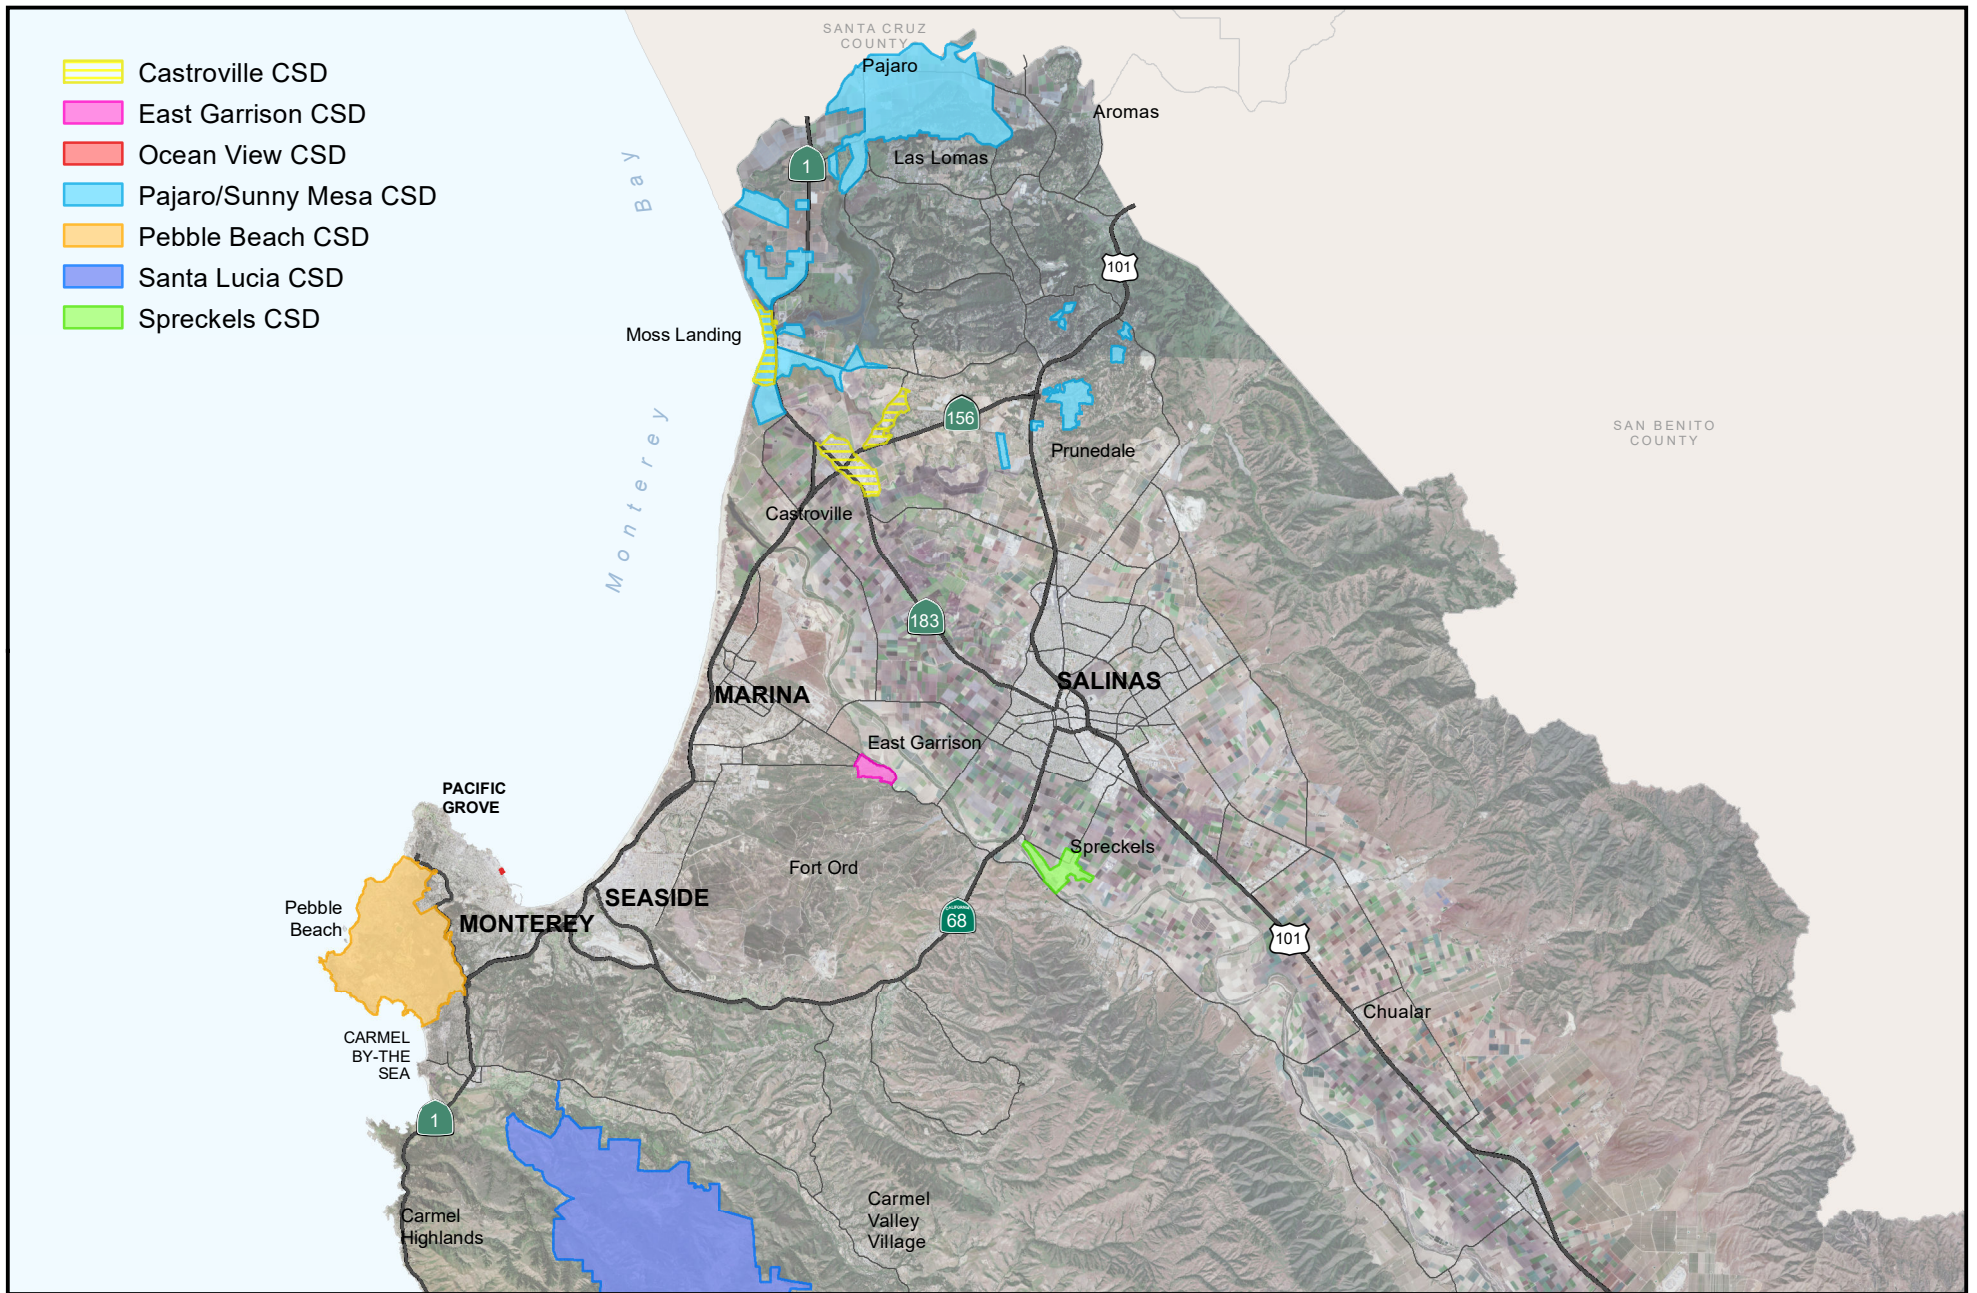 SANTA CRUZ
COUNTY
Castroville CSD
East Garrison CSD
Ocean View CSD
Pajaro/Sunny Mesa CSD
Pebble Beach CSD
Santa Lucia CSD
Spreckels CSD
Pajaro
Aromas
Las Lomas
1
Monterey Bay
101
Moss Landing
156
SAN BENITO
COUNTY
Prunedale
Castroville
183
SALINAS
MARINA
East Garrison
PACIFIC
GROVE
Spreckels
Fort Ord
SEASIDE
Pebble
Beach
MONTEREY
CALIFORNIA
68
101
Chualar
CARMEL
BY-THE
SEA
1
Carmel
Valley
Village
Carmel
Highlands